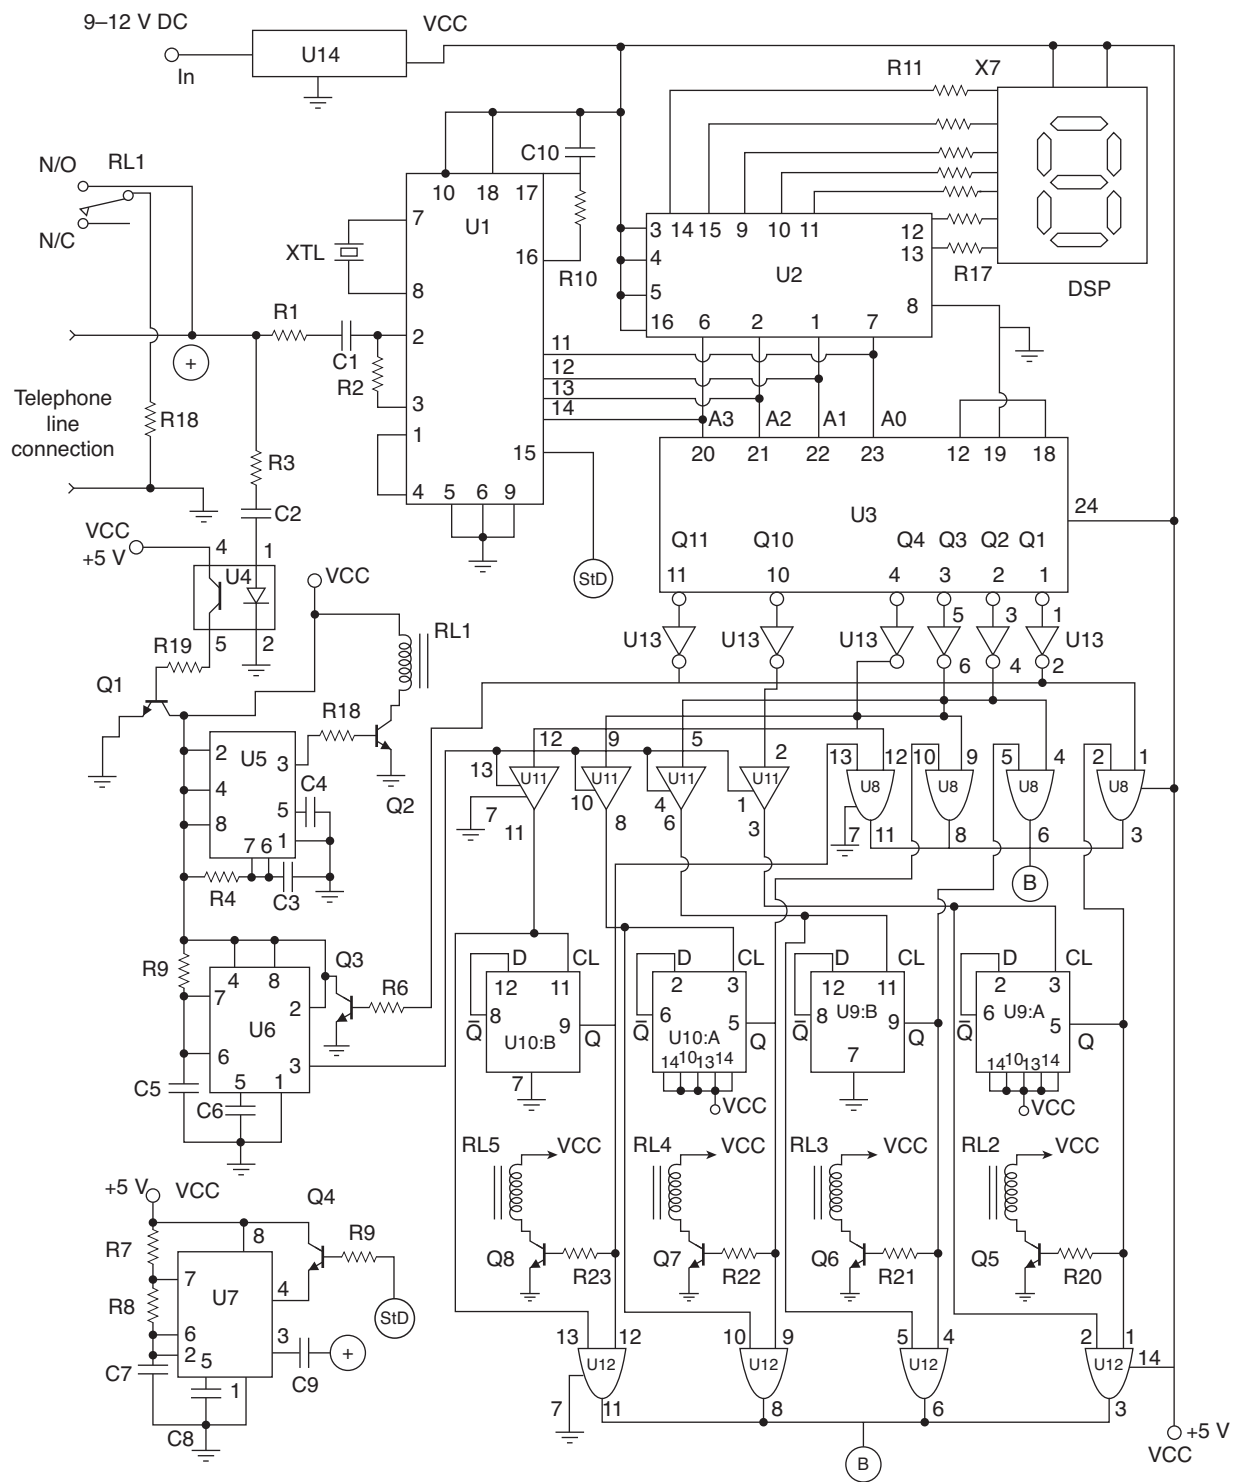 9–12 V DC
VCC
U14
In
R11
X7
N/O
RL1
N/C
C10
10
18
17
7
U1
XTL
16
R10
8
3
14
15
9
10
11
12
13
4
U2
R17
DSP
5
8
16
6
2
1
7
R1
C1
2
R2
3
11
12
13
14
+
Telephone
line
connection
R18
1
15
4
5
6
9
A3
A2
A1
A0
20
21
22
23
12
19
18
U3
24
Q11
Q10
Q4
Q3
Q2
Q1
11
10
4
3
2
1
R3
C2
VCC
+5 V
4
1
U4
5
2
StD
VCC
RL1
R19
Q1
U13
U13
U13
5
3
1
U13
6
4
2
R18
2
U5
3
4
C4
5
8
1
7
6
Q2
R4
C3
12
9
5
2
13
12
10
9
5
4
2
1
13
U11
10
U11
4
U11
1
U11
U8
U8
U8
U8
7
11
8
6
3
7
11
8
6
3
B
R9
4
8
Q3
R6
7
2
U6
6
3
C5
5
1
C6
D
CL
D
CL
D
CL
D
CL
12
11
2
3
12
11
2
3
8
9
6
5
8
9
6
5
Q̅
U10:B
Q
Q̅
U10:A
Q
Q̅
U9:B
Q
Q̅
U9:A
Q
7
14
10
13
14
7
14
10
13
14
VCC
VCC
RL5
VCC
RL4
VCC
RL3
VCC
RL2
VCC
Q8
R23
Q7
R22
Q6
R21
Q5
R20
+5 V
VCC
Q4
R7
8
R9
7
U7
4
R8
StD
6
3
2
5
+
C7
1
C9
C8
13
12
10
9
5
4
2
1
U12
U12
U12
U12
14
7
11
8
6
3
B
+5 V
VCC